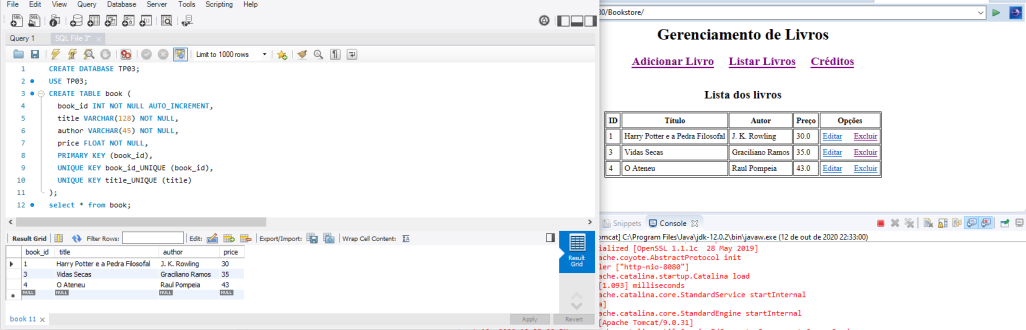 File Edit View Query Database Server Tools Scripting Help
Query 1 SQL File 3* ×
Limit to 1000 rows
1 CREATE DATABASE TP03;
2 USE TP03;
3 CREATE TABLE book (
4 book_id INT NOT NULL AUTO_INCREMENT,
5 title VARCHAR(128) NOT NULL,
6 author VARCHAR(45) NOT NULL,
7 price FLOAT NOT NULL,
8 PRIMARY KEY (book_id),
9 UNIQUE KEY book_id_UNIQUE (book_id),
10 UNIQUE KEY title_UNIQUE (title)
11 );
12 select * from book;
Result Grid Filter Rows: Edit: Export/Import: Wrap Cell Content:
book_id title author price
1 Harry Potter e a Pedra Filosofal J. K. Rowling 30
3 Vidas Secas Graciliano Ramos 35
4 O Ateneu Raul Pompeia 43
NULL NULL NULL NULL
Result Grid
book 11 × Apply Revert
80/Bookstore/
Gerenciamento de Livros
Adicionar Livro Listar Livros Créditos
Lista dos livros
ID Título Autor Preço Opções
1 Harry Potter e a Pedra Filosofal J. K. Rowling 30.0 Editar Excluir
3 Vidas Secas Graciliano Ramos 35.0 Editar Excluir
4 O Ateneu Raul Pompeia 43.0 Editar Excluir
Snippets Console
omcat] C:\Program Files\Java\jdk-12.0.2\bin\javaw.exe (12 de out de 2020 22:33:00)
ialized [OpenSSL 1.1.1c 28 May 2019]
ache.coyote.AbstractProtocol init
ler ["http-nio-8080"]
ache.catalina.startup.Catalina load
[1.093] milliseconds
ache.catalina.core.StandardService startInternal
a]
ache.catalina.core.StandardEngine startInternal
[Apache Tomcat/9.0.31]